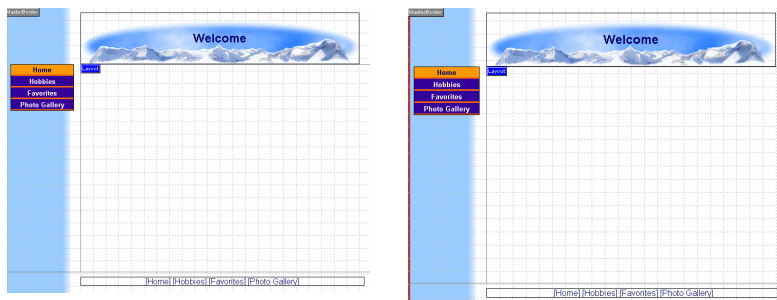 MasterBorder
Welcome
Home
Layout
Hobbies
Favorites
Photo Gallery
[Home] [Hobbies] [Favorites] [Photo Gallery]
MasterBorder
Welcome
Home
Layout
Hobbies
Favorites
Photo Gallery
[Home] [Hobbies] [Favorites] [Photo Gallery]